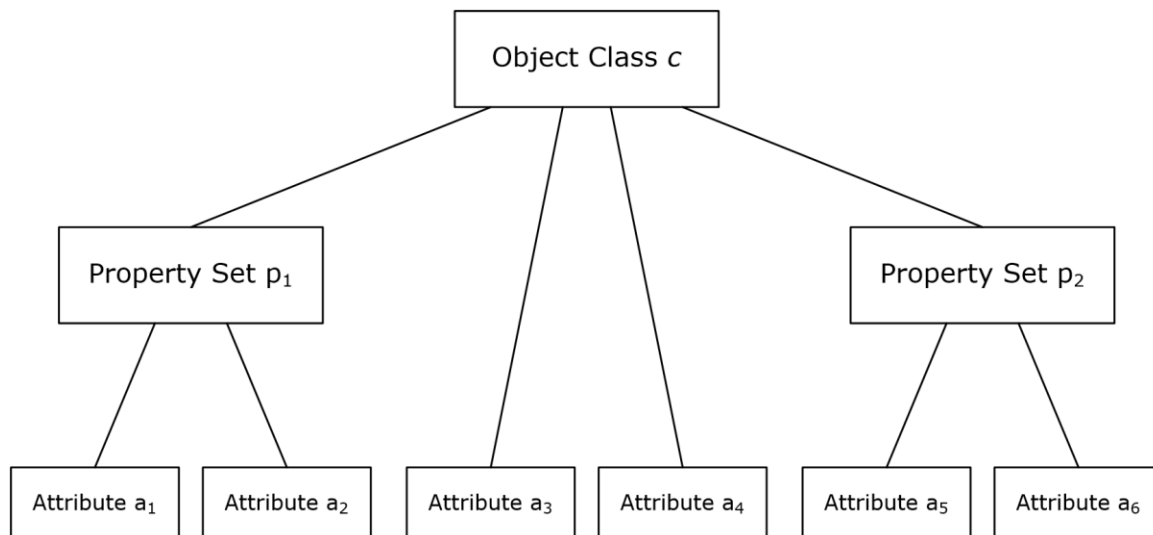 Object Class c
Property Set p₁
Property Set p₂
Attribute a₁
Attribute a₂
Attribute a₃
Attribute a₄
Attribute a₅
Attribute a₆